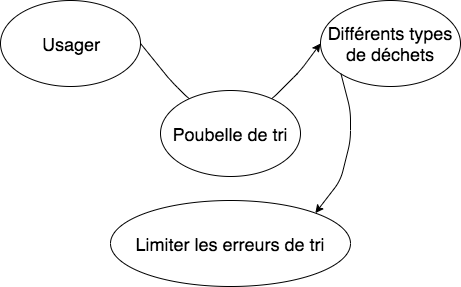 Usager
Différents types
de déchets
Poubelle de tri
Limiter les erreurs de tri